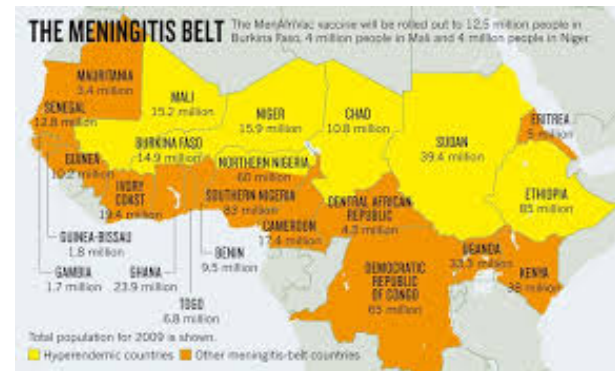 THE MENINGITIS BELT
The MenAfriVac vaccine will be rolled out to 12.5 million people in
Burkina Faso, 4 million people in Mali and 4 million people in Niger.
MAURITANIA
3.4 million
SENEGAL
12.8 million
MALI
15.2 million
NIGER
15.9 million
CHAD
10.8 million
SUDAN
39.4 million
ERITREA
5 million
BURKINA FASO
14.9 million
GUINEA
10.2 million
NORTHERN NIGERIA
60 million
ETHIOPIA
85 million
IVORY
COAST
19.4 million
SOUTHERN NIGERIA
83 million
CENTRAL AFRICAN
REPUBLIC
4.5 million
CAMEROON
17.4 million
GUINEA-BISSAU
1.8 million
BENIN
9.5 million
UGANDA
33.5 million
KENYA
38 million
GAMBIA
1.7 million
GHANA
23.9 million
DEMOCRATIC
REPUBLIC
OF CONGO
65 million
TOGO
6.8 million
Total population for 2009 is shown.
Hyperendemic countries
Other meningitis-belt countries